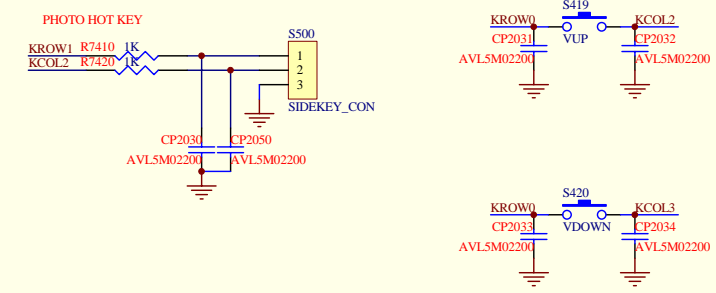 PHOTO HOT KEY
S500
KROW1 R7410 1K
KCOL2 R7420 1K
1
2
3
SIDEKEY_CON
CP2030 CP2050
AVL5M02200 AVL5M02200
S419
KROW0 KCOL2
CP2031 VUP CP2032
AVL5M02200 AVL5M02200
S420
KROW0 KCOL3
CP2033 VDOWN CP2034
AVL5M02200 AVL5M02200